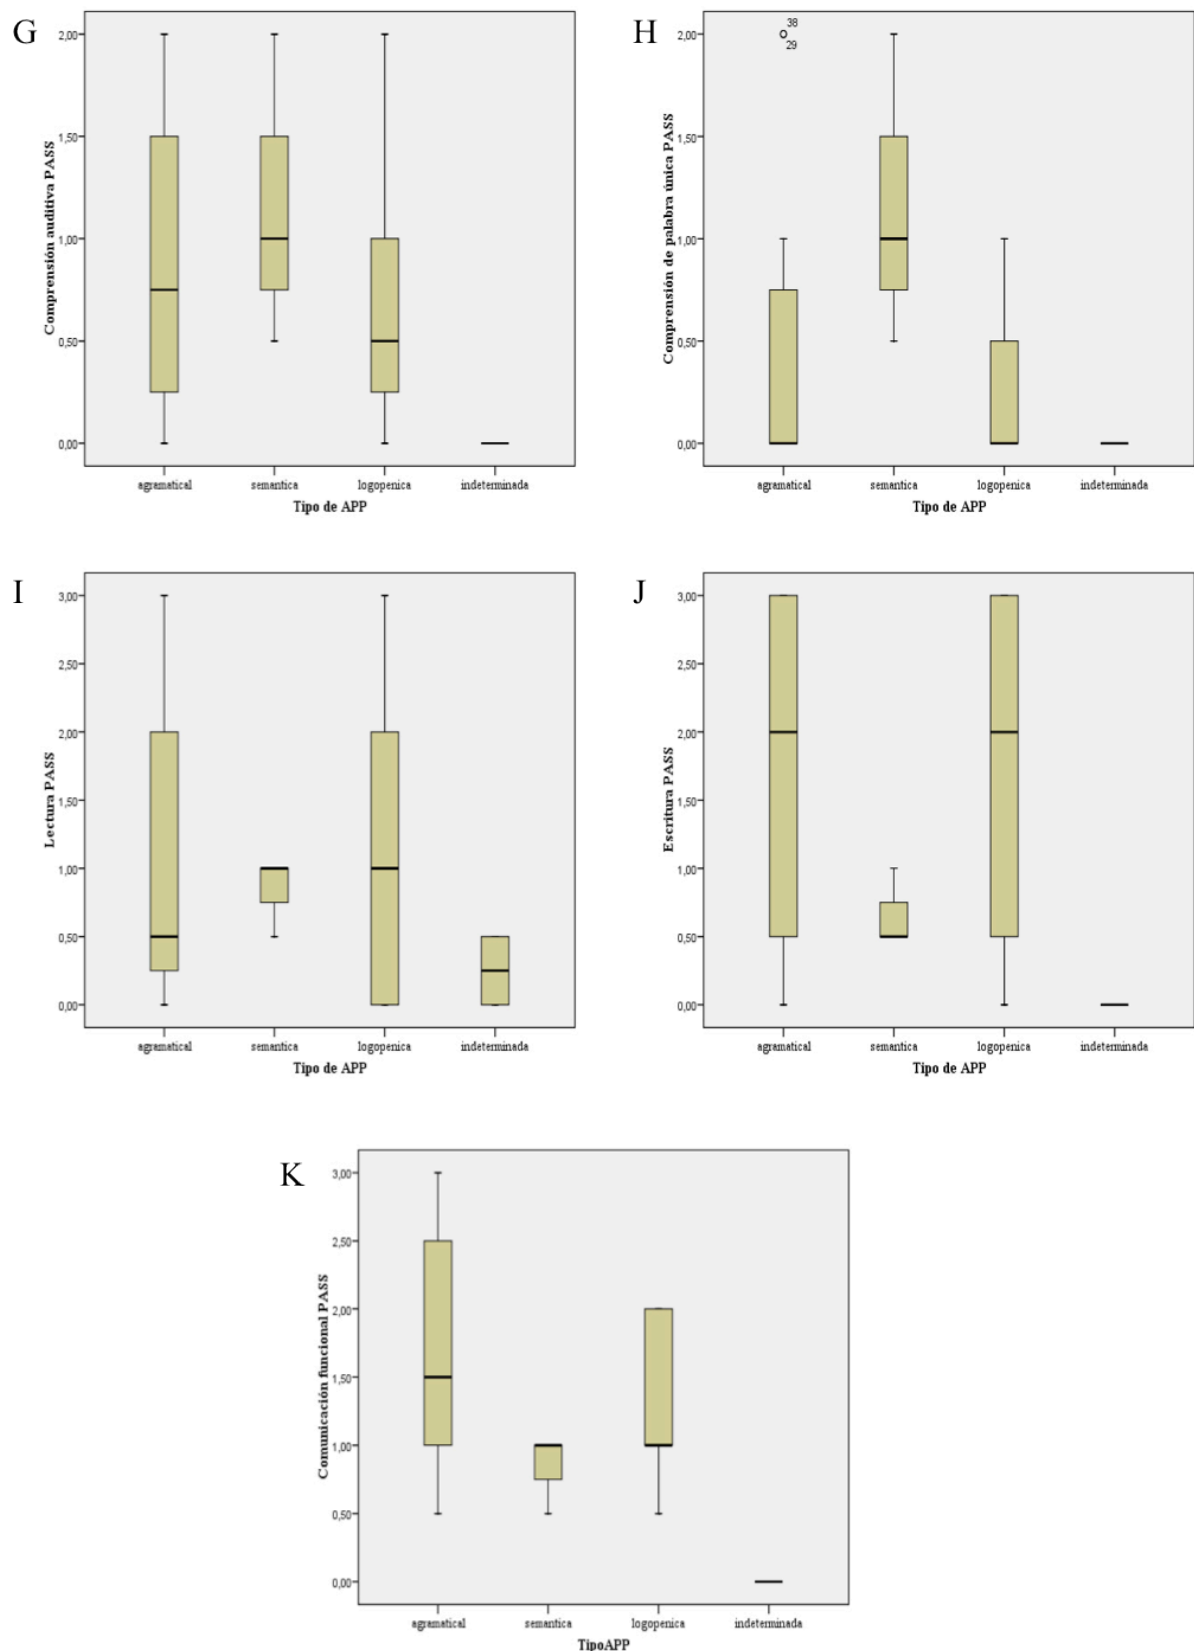 G
2,00
1,50
1,00
0,50
0,00
Comprensión auditiva PASS
agramatical semantica logopenica indeterminada
Tipo de APP
H
38
29
2,00
1,50
1,00
0,50
0,00
Comprensión de palabra única PASS
agramatical semantica logopenica indeterminada
Tipo de APP
I
3,00
2,50
2,00
1,50
1,00
0,50
0,00
Lectura PASS
agramatical semantica logopenica indeterminada
Tipo de APP
J
3,00
2,50
2,00
1,50
1,00
0,50
0,00
Escritura PASS
agramatical semantica logopenica indeterminada
Tipo de APP
K
3,00
2,50
2,00
1,50
1,00
0,50
0,00
Comunicación funcional PASS
agramatical semantica logopenica indeterminada
TipoAPP